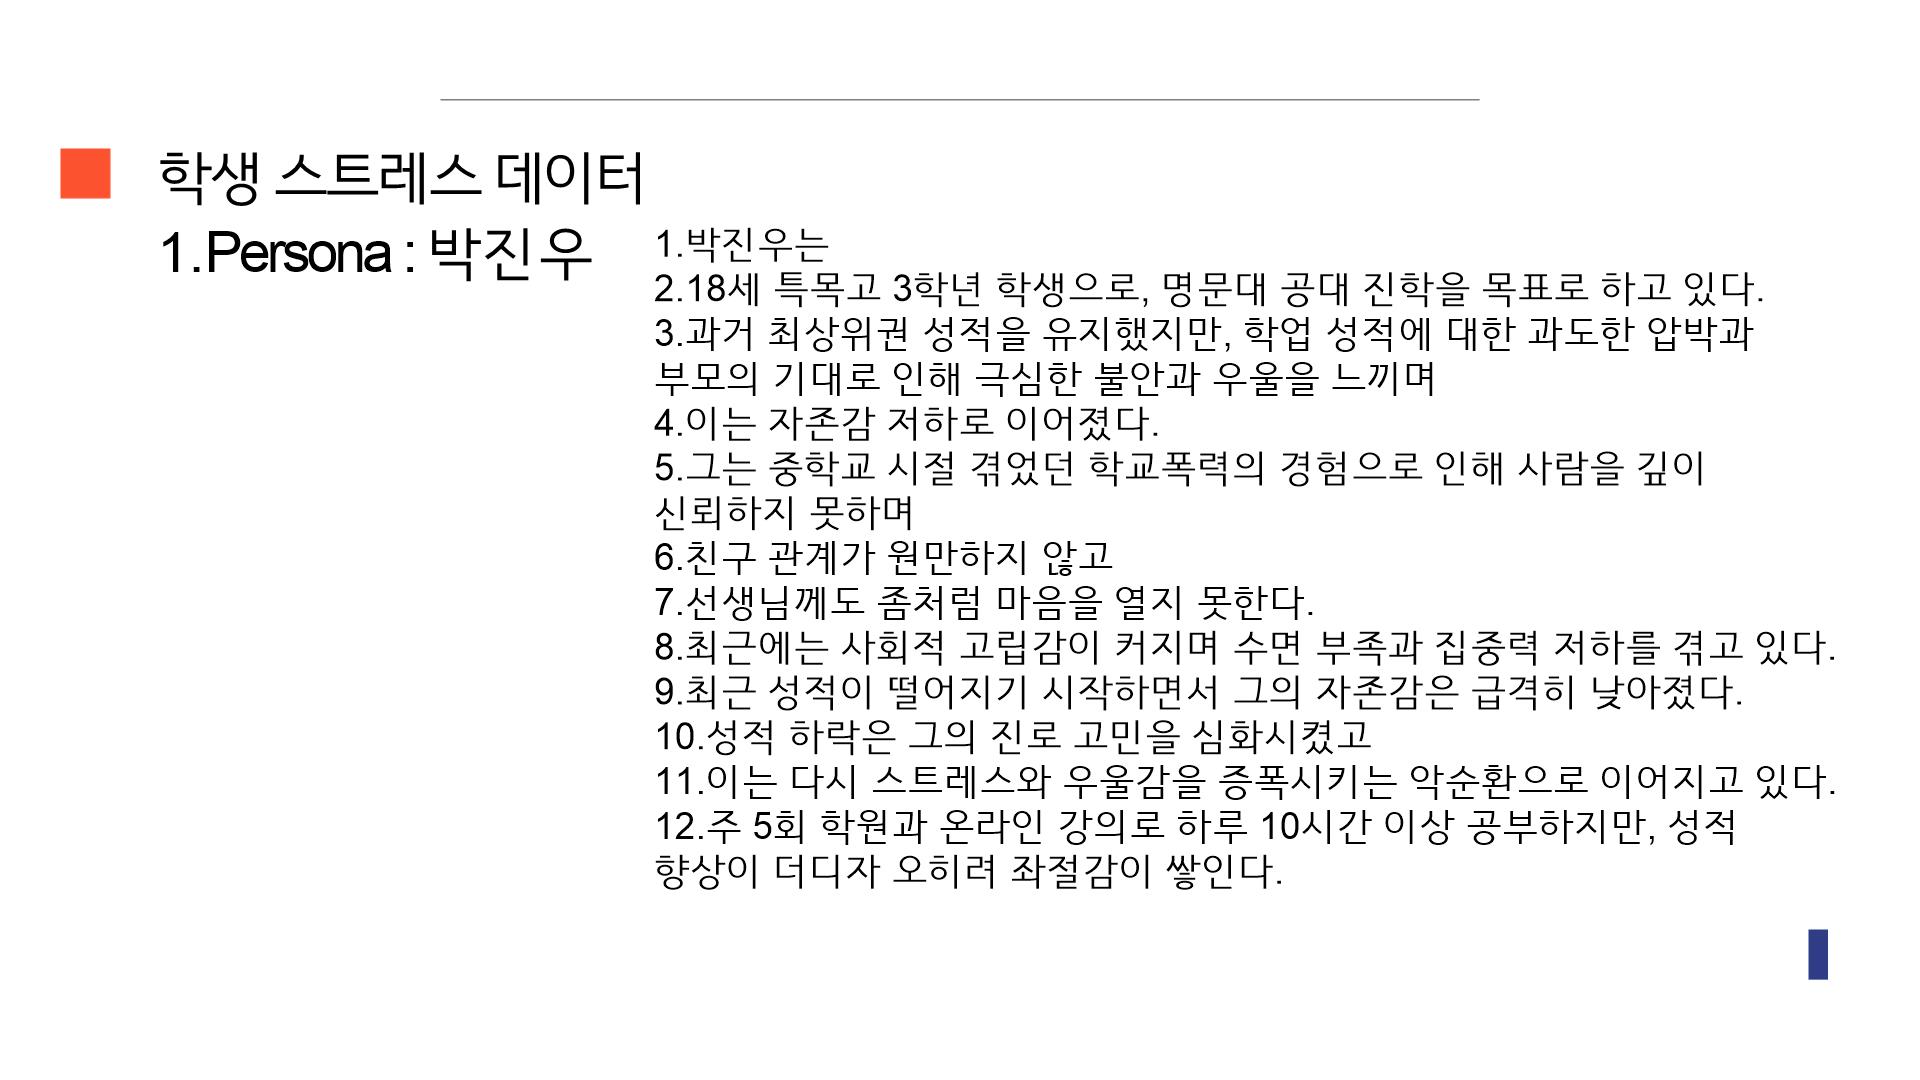 학생 스트레스 데이터
1.Persona : 박진우
1.박진우는
2.18세 특목고 3학년 학생으로, 명문대 공대 진학을 목표로 하고 있다.
3.과거 최상위권 성적을 유지했지만, 학업 성적에 대한 과도한 압박과
부모의 기대로 인해 극심한 불안과 우울을 느끼며
4.이는 자존감 저하로 이어졌다.
5.그는 중학교 시절 겪었던 학교폭력의 경험으로 인해 사람을 깊이
신뢰하지 못하며
6.친구 관계가 원만하지 않고
7.선생님께도 좀처럼 마음을 열지 못한다.
8.최근에는 사회적 고립감이 커지며 수면 부족과 집중력 저하를 겪고 있다.
9.최근 성적이 떨어지기 시작하면서 그의 자존감은 급격히 낮아졌다.
10.성적 하락은 그의 진로 고민을 심화시켰고
11.이는 다시 스트레스와 우울감을 증폭시키는 악순환으로 이어지고 있다.
12.주 5회 학원과 온라인 강의로 하루 10시간 이상 공부하지만, 성적
향상이 더디자 오히려 좌절감이 쌓인다.